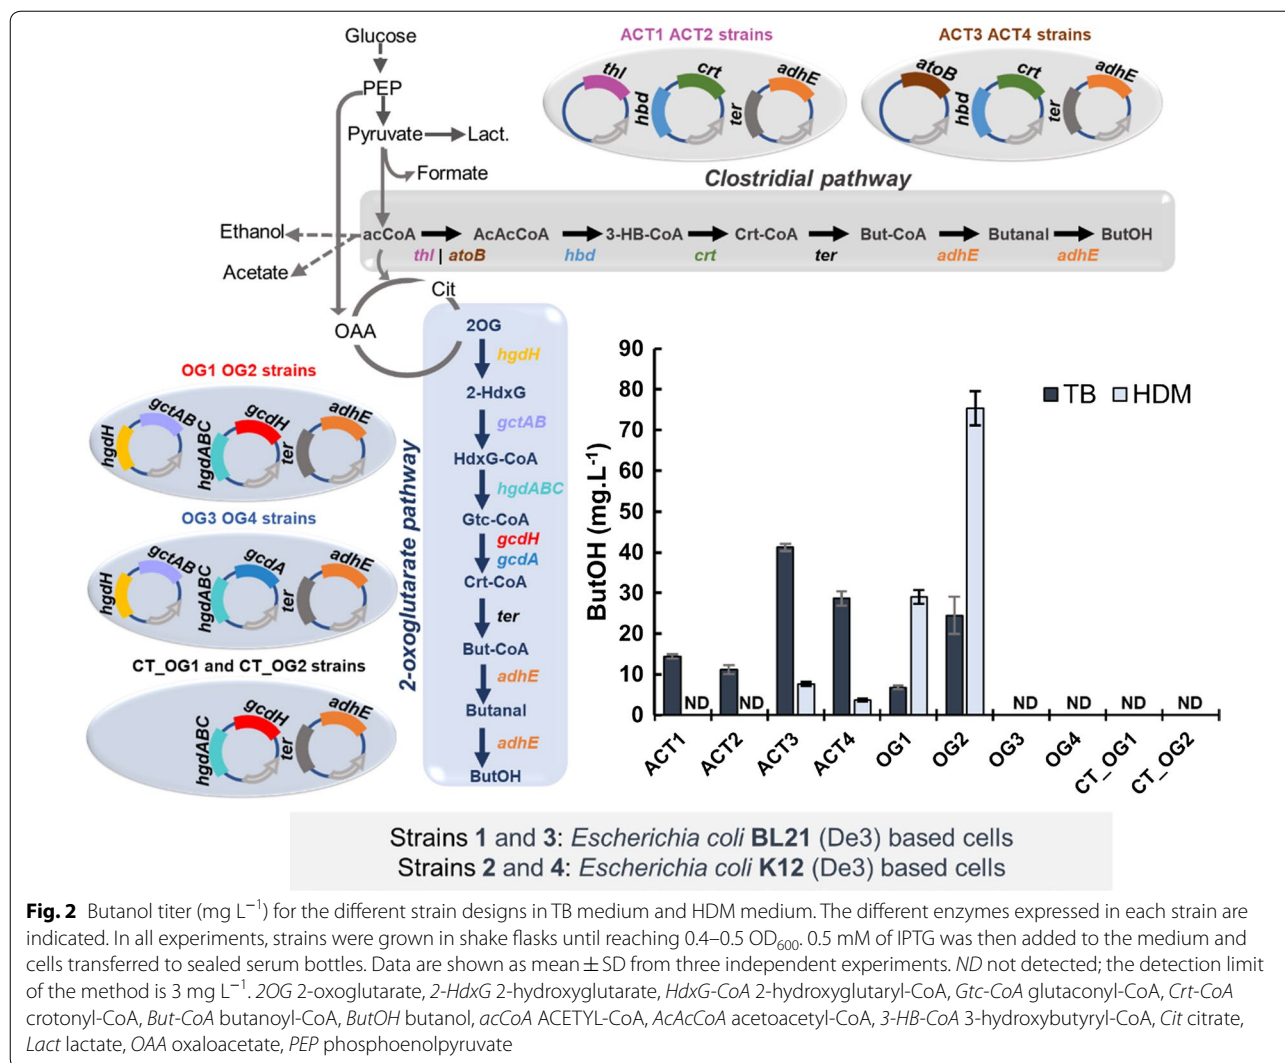 Glucose
PEP
Pyruvate
Lact.
Formate
Ethanol
Acetate
ACT1 ACT2 strains
thl
hbd
crt
ter
adhE
ACT3 ACT4 strains
atoB
hbd
crt
ter
adhE
Clostridial pathway
acCoA AcAcCoA 3-HB-CoA Crt-CoA But-CoA Butanal ButOH
thl | atoB hbd crt ter adhE adhE
Cit
OAA
2OG
hgdH
2-HdxG
gctAB
HdxG-CoA
hgdABC
Gtc-CoA
gcdH
gcdA
Crt-CoA
ter
But-CoA
adhE
Butanal
adhE
ButOH
2-oxoglutarate pathway
OG1 OG2 strains
hgdH
gctAB
hgdABC
gcdH
ter
adhE
OG3 OG4 strains
hgdH
gctAB
hgdABC
gcdA
ter
adhE
CT_OG1 and CT_OG2 strains
hgdABC
gcdH
ter
adhE
ButOH (mg.L-1)
90
80
70
60
50
40
30
20
10
0
TB HDM
ND ND ND ND ND ND
ACT1 ACT2 ACT3 ACT4 OG1 OG2 OG3 OG4 CT_OG1 CT_OG2
Strains 1 and 3: Escherichia coli BL21 (De3) based cells
Strains 2 and 4: Escherichia coli K12 (De3) based cells
Fig. 2 Butanol titer (mg L−1) for the different strain designs in TB medium and HDM medium. The different enzymes expressed in each strain are
indicated. In all experiments, strains were grown in shake flasks until reaching 0.4–0.5 OD600. 0.5 mM of IPTG was then added to the medium and
cells transferred to sealed serum bottles. Data are shown as mean ± SD from three independent experiments. ND not detected; the detection limit
of the method is 3 mg L−1. 2OG 2-oxoglutarate, 2-HdxG 2-hydroxyglutarate, HdxG-CoA 2-hydroxyglutaryl-CoA, Gtc-CoA glutaconyl-CoA, Crt-CoA
crotonyl-CoA, But-CoA butanoyl-CoA, ButOH butanol, acCoA ACETYL-CoA, AcAcCoA acetoacetyl-CoA, 3-HB-CoA 3-hydroxybutyryl-CoA, Cit citrate,
Lact lactate, OAA oxaloacetate, PEP phosphoenolpyruvate